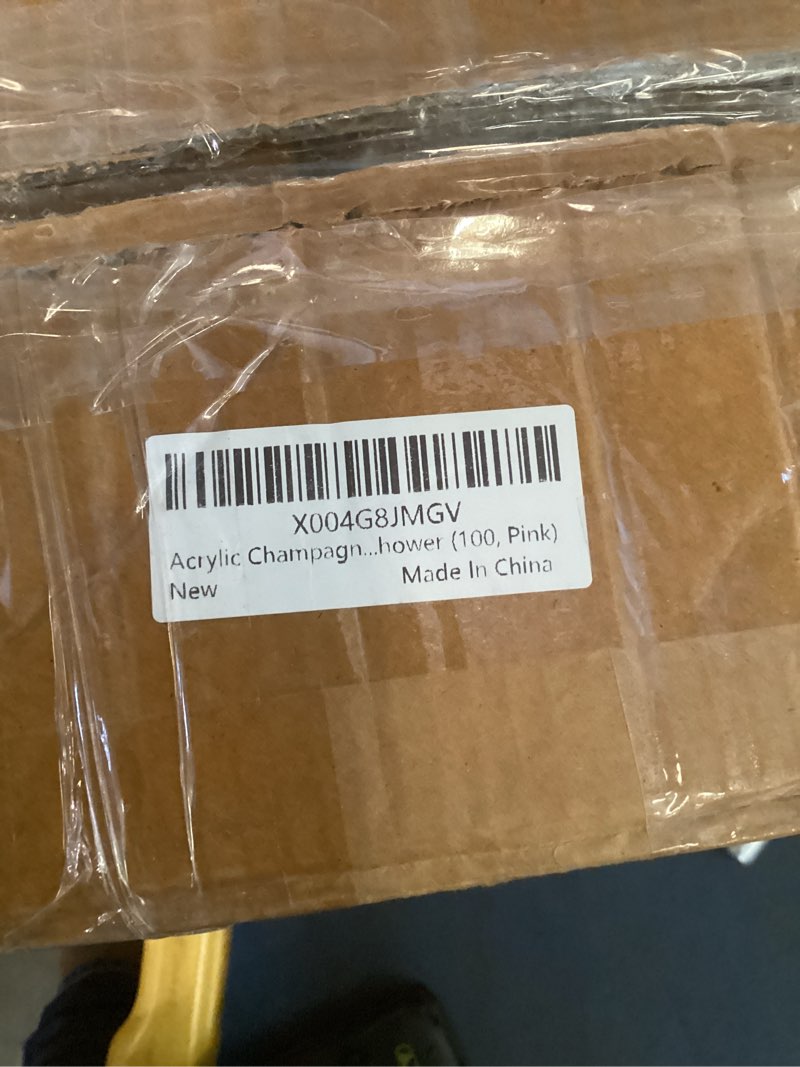 X004G8JMGV
Acrylic Champagn...hower (100, Pink)
New
Made In China